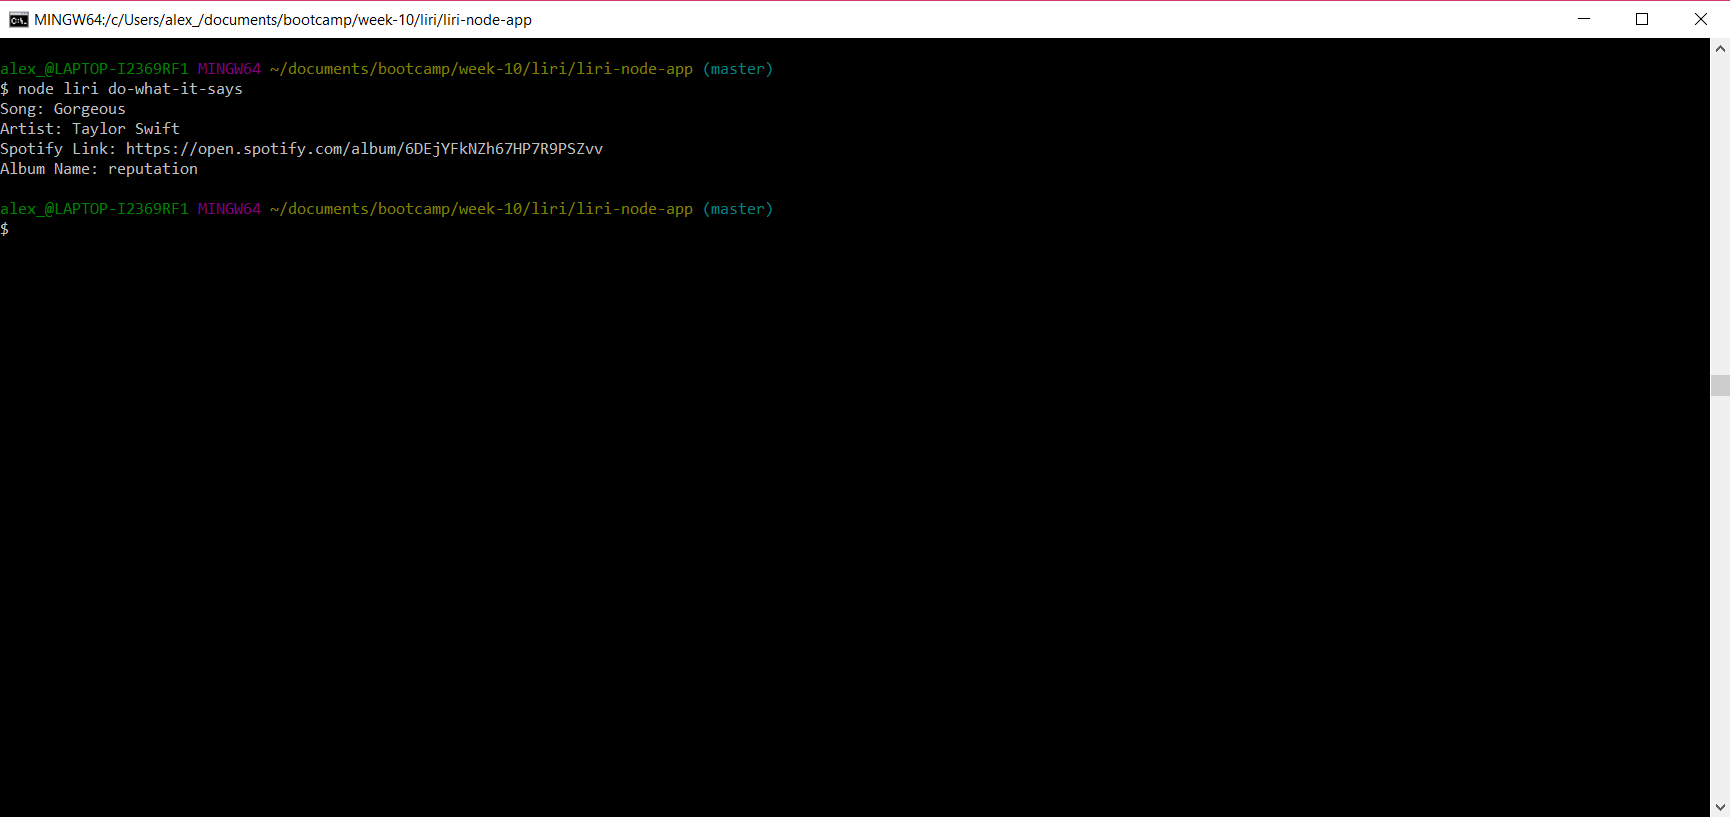 MINGW64:/c/Users/alex_/documents/bootcamp/week-10/liri/liri-node-app
alex_@LAPTOP-I2369RF1 MINGW64 ~/documents/bootcamp/week-10/liri/liri-node-app (master)
$ node liri do-what-it-says
Song: Gorgeous
Artist: Taylor Swift
Spotify Link: https://open.spotify.com/album/6DEjYFkNZh67HP7R9PSZvv
Album Name: reputation
alex_@LAPTOP-I2369RF1 MINGW64 ~/documents/bootcamp/week-10/liri/liri-node-app (master)
$